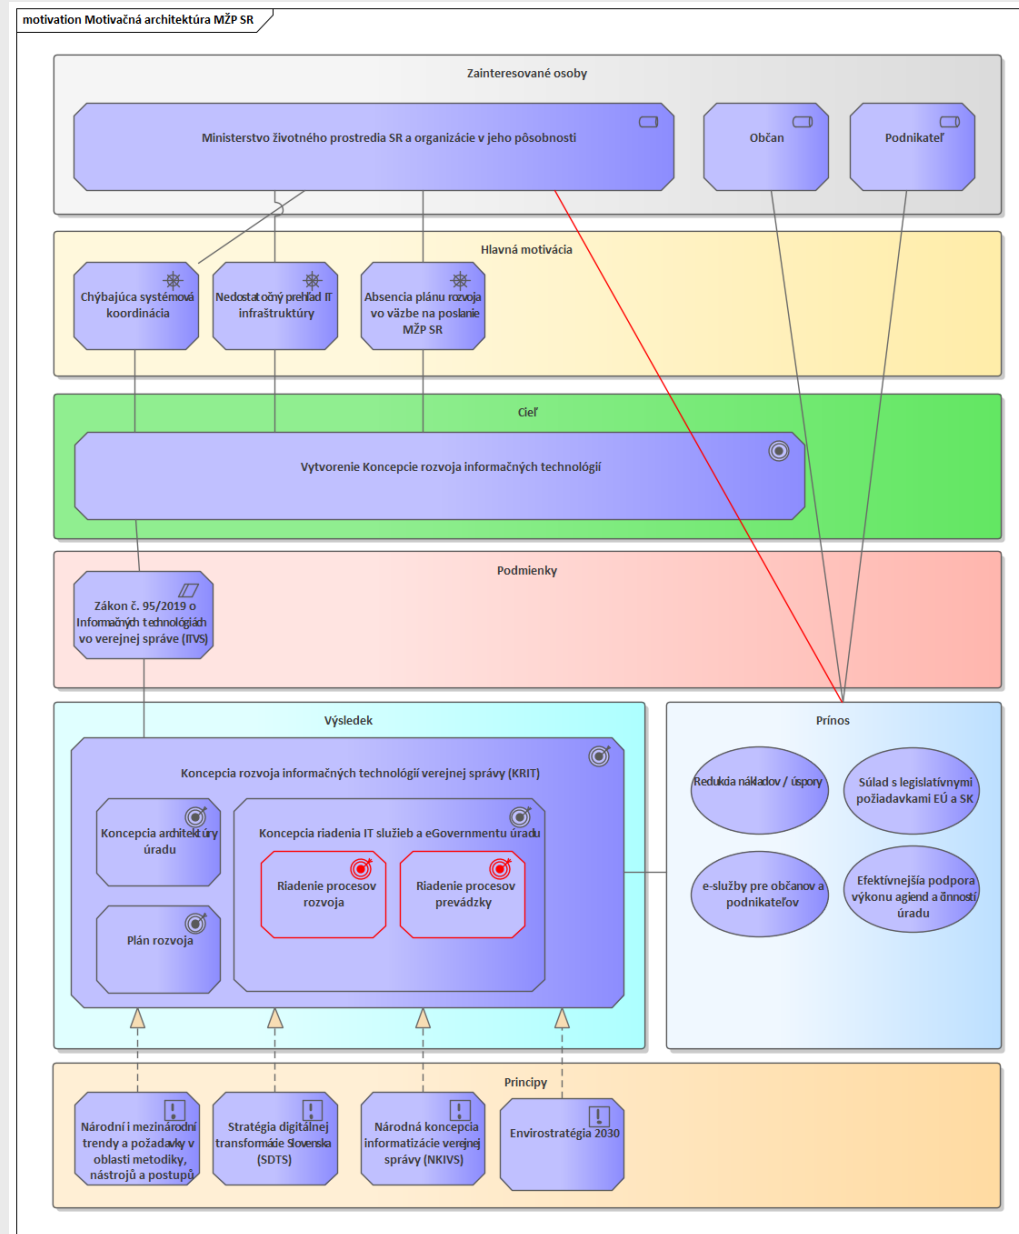 motivation Motivačná architektúra MŽP SR
Zainteresované osoby
Ministerstvo životného prostredia SR a organizácie v jeho pôsobnosti
Občan
Podnikateľ
Hlavná motivácia
Chýbajúca systémová
koordinácia
Nedostatočný prehľad IT
infraštruktúry
Absencia plánu rozvoja
vo väzbe na poslanie
MŽP SR
Cieľ
Vytvorenie Koncepcie rozvoja informačných technológií
Podmienky
Zákon č. 95/2019 o
Informačných technológiách
vo verejnej správe (ITVS)
Výsledek
Koncepcia rozvoja informačných technológií verejnej správy (KRIT)
Koncepcia architektúry
úradu
Plán rozvoja
Koncepcia riadenia IT služieb a eGovernmentu úradu
Riadenie procesov
rozvoja
Riadenie procesov
prevádzky
Prínos
Redukcia nákladov / úspory
Súlad s legislatívnymi
požiadavkami EÚ a SK
e-služby pre občanov a
podnikateľov
Efektívnejšía podpora
výkonu agiend a činností
úradu
Principy
Národní i mezinárodní
trendy a požadavky v
oblasti metodiky,
nástrojů a postupů
Stratégia digitálnej
transformácie Slovenska
(SDTS)
Národná koncepcia
informatizácie verejnej
správy (NKIVS)
Envirostratégia 2030